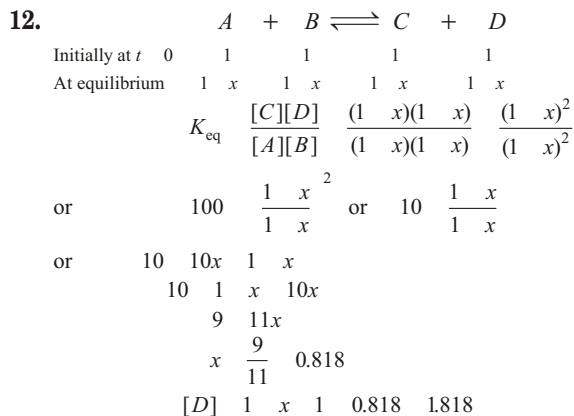 12. A + B ⇌ C + D
Initially at t 0 1 1 1 1
At equilibrium 1 x 1 x 1 x 1 x
K_eq [C][D]/[A][B] (1 x)(1 x)/(1 x)(1 x) (1 x)²/(1 x)²
or 100 (1 x/1 x)² or 10 1 x/1 x
or 10 10x 1 x
10 1 x 10x
9 11x
x 9/11 0.818
[D] 1 x 1 0.818 1.818